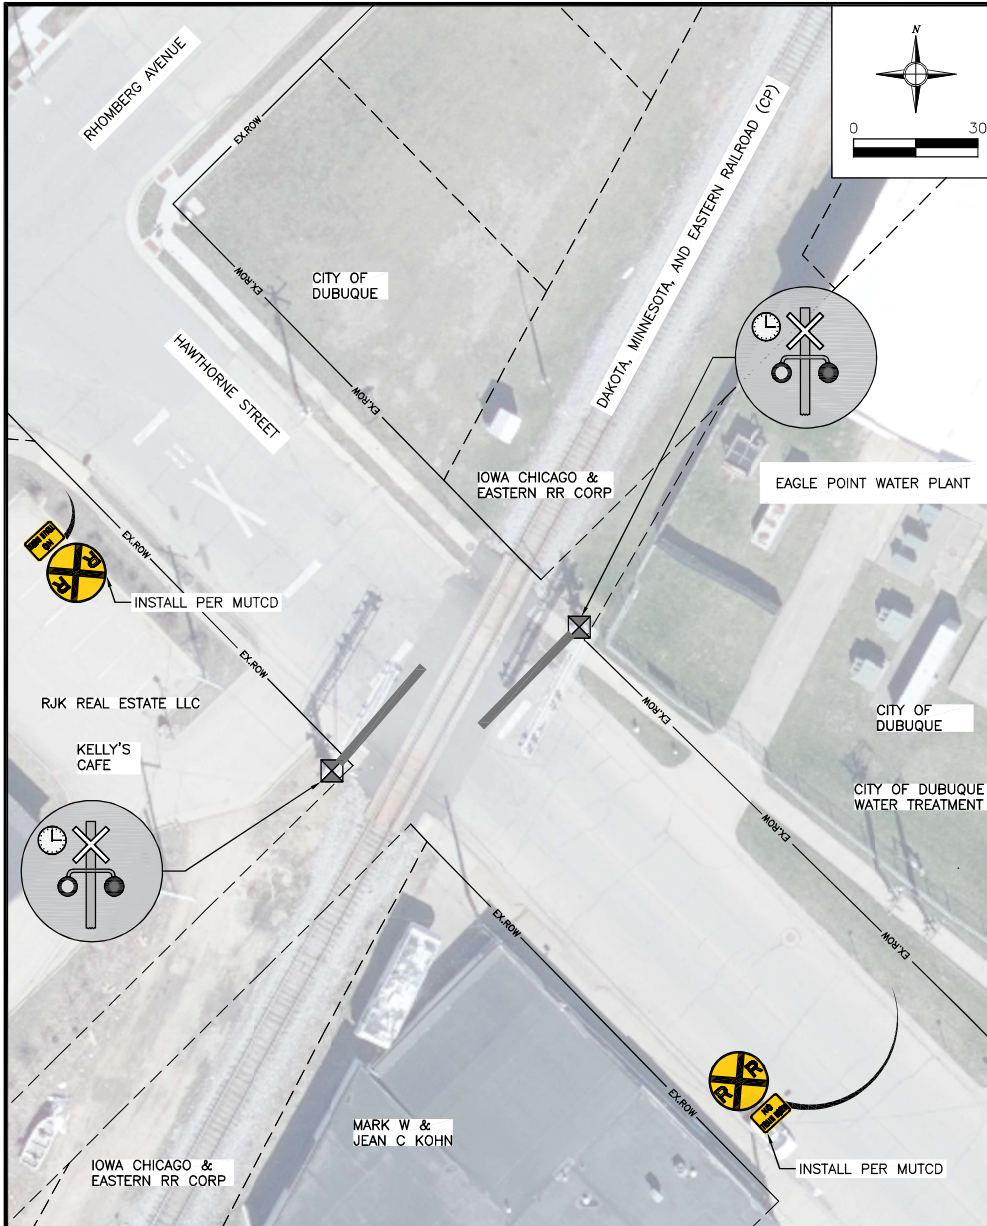 RHOMBERG AVENUE
N
0 30
EX.ROW
DAKOTA, MINNESOTA, AND EASTERN RAILROAD (CP)
CITY OF
DUBUQUE
EX.ROW
HAWTHORNE STREET
EX.ROW
IOWA CHICAGO &
EASTERN RR CORP
EAGLE POINT WATER PLANT
EX.ROW
R R
INSTALL PER MUTCD
EX.ROW
RJK REAL ESTATE LLC
KELLY'S
CAFE
EX.ROW
CITY OF
DUBUQUE
CITY OF DUBUQUE
WATER TREATMENT
EX.ROW
EX.ROW
EX.ROW
R R
NO
EX.ROW
MARK W &
JEAN C KOHN
INSTALL PER MUTCD
IOWA CHICAGO &
EASTERN RR CORP